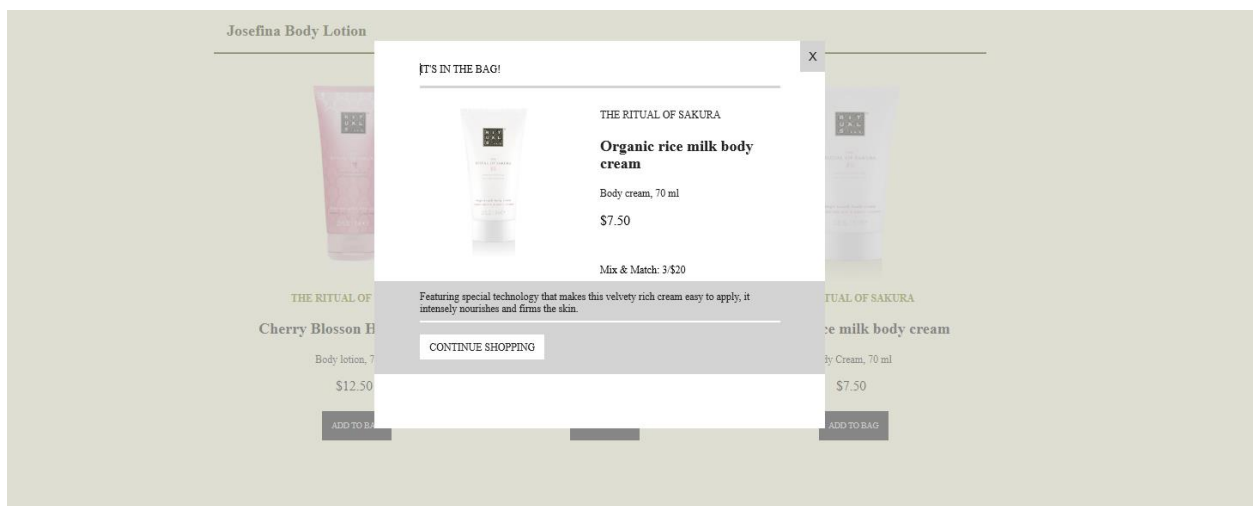 Josefina Body Lotion
X
IT'S IN THE BAG!
THE RITUAL OF SAKURA
Organic rice milk body
cream
Body cream, 70 ml
$7.50
Mix & Match: 3/$20
Featuring special technology that makes this velvety rich cream easy to apply, it
intensely nourishes and firms the skin.
CONTINUE SHOPPING
THE RITUAL OF
Cherry Blosson H
Body lotion, 7
$12.50
ADD TO BA
TUAL OF SAKURA
ce milk body cream
dy Cream, 70 ml
$7.50
ADD TO BAG